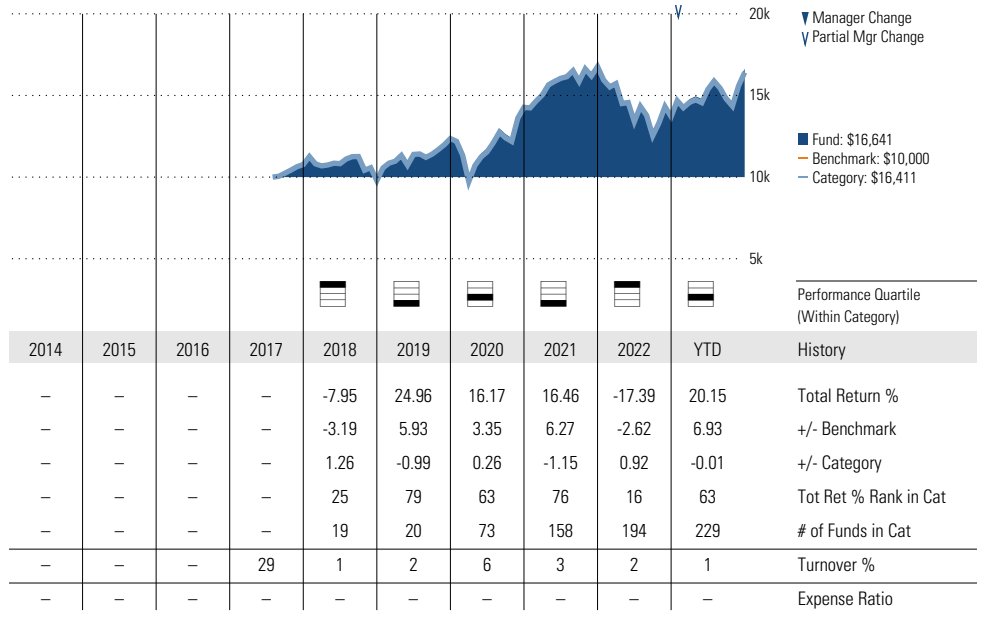 20k
▼ Manager Change
V Partial Mgr Change
15k
Fund: $16,641
Benchmark: $10,000
Category: $16,411
10k
5k
Performance Quartile
(Within Category)
2014 2015 2016 2017 2018 2019 2020 2021 2022 YTD History
– – – – -7.95 24.96 16.17 16.46 -17.39 20.15 Total Return %
– – – – -3.19 5.93 3.35 6.27 -2.62 6.93 +/- Benchmark
– – – – 1.26 -0.99 0.26 -1.15 0.92 -0.01 +/- Category
– – – – 25 79 63 76 16 63 Tot Ret % Rank in Cat
– – – – 19 20 73 158 194 229 # of Funds in Cat
– – – 29 1 2 6 3 2 1 Turnover %
– – – – – – – – – – Expense Ratio